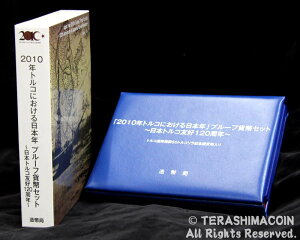 2010
年トルコにおける日本年 プルーフ貨幣セット
～日本トルコ友好120周年～
造幣局
「2010年トルコにおける日本年」プルーフ貨幣セット
～日本トルコ友好120周年～
造幣局
© TERASHIMACOIN
All Rights Reserved.